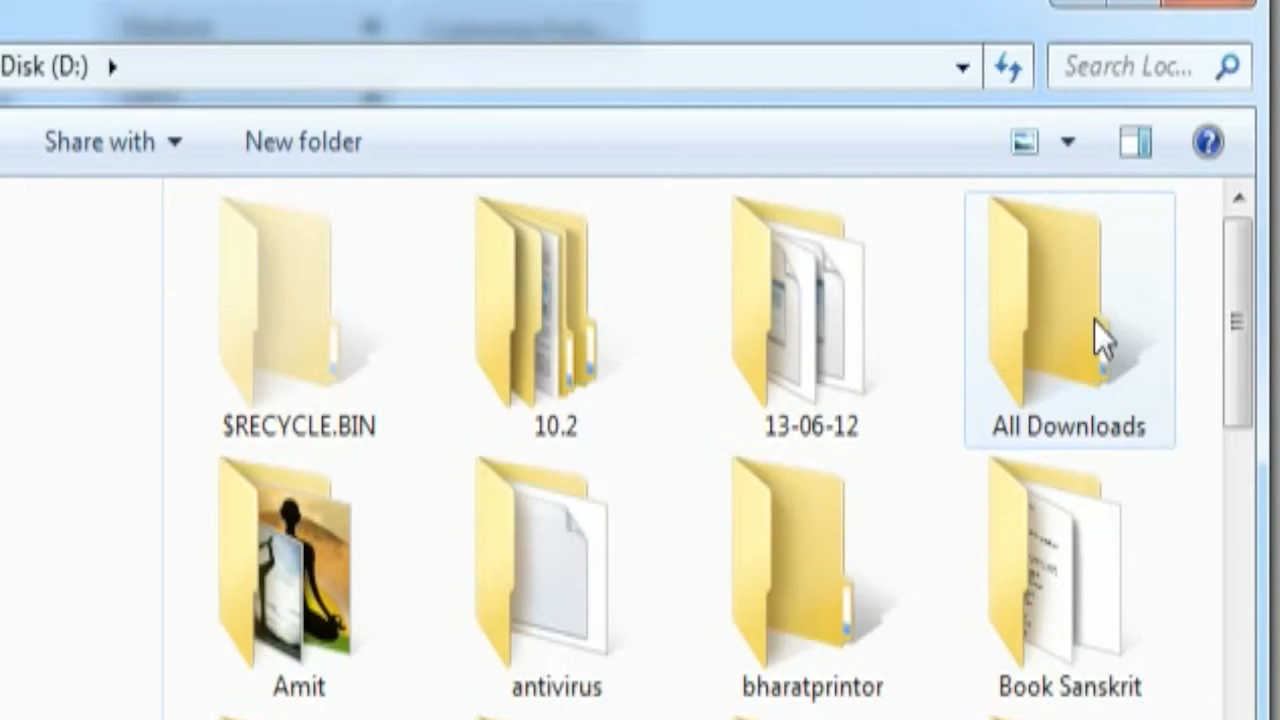 Disk (D:)
Search Loc...
Share with
New folder
$RECYCLE.BIN
10.2
13-06-12
All Downloads
Amit
antivirus
bharatprintor
Book Sanskrit